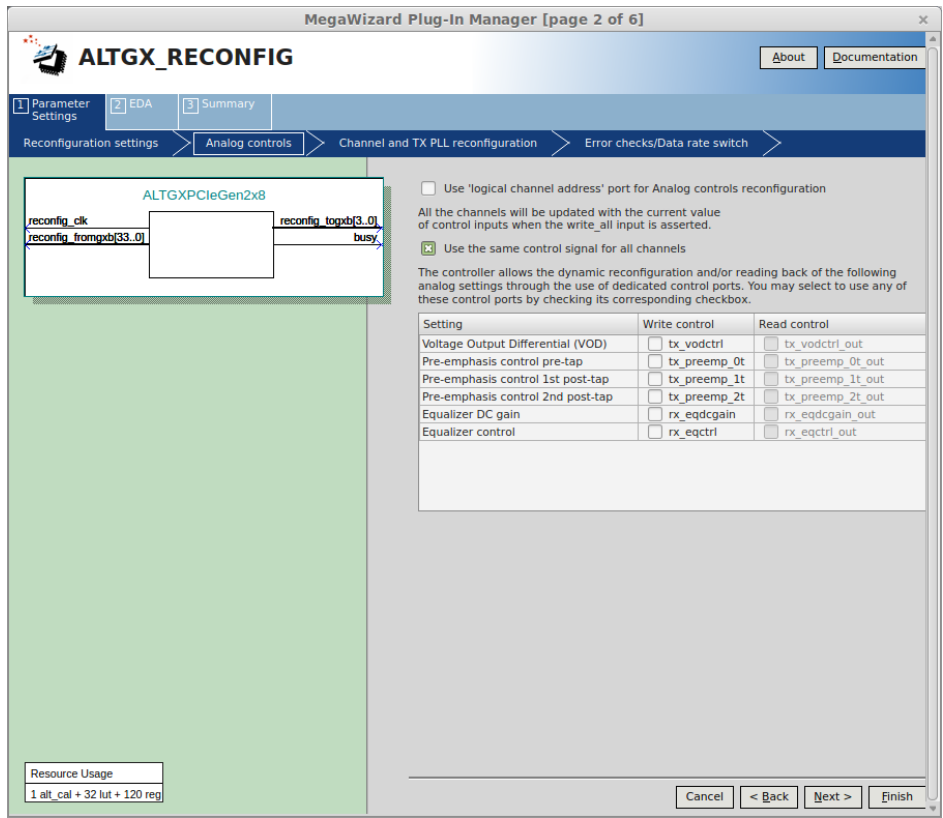 MegaWizard Plug-In Manager [page 2 of 6]
ALTGX_RECONFIG
About
Documentation
1 Parameter Settings
2 EDA
3 Summary
Reconfiguration settings
Analog controls
Channel and TX PLL reconfiguration
Error checks/Data rate switch
ALTGXPCIeGen2x8
reconfig_clk
reconfig_togxb[3..0]
reconfig_fromgxb[33..0]
busy
Use 'logical channel address' port for Analog controls reconfiguration
All the channels will be updated with the current value
of control inputs when the write_all input is asserted.
Use the same control signal for all channels
The controller allows the dynamic reconfiguration and/or reading back of the following
analog settings through the use of dedicated control ports. You may select to use any of
these control ports by checking its corresponding checkbox.
Setting Write control Read control
Voltage Output Differential (VOD) tx_vodctrl tx_vodctrl_out
Pre-emphasis control pre-tap tx_preemp_0t tx_preemp_0t_out
Pre-emphasis control 1st post-tap tx_preemp_1t tx_preemp_1t_out
Pre-emphasis control 2nd post-tap tx_preemp_2t tx_preemp_2t_out
Equalizer DC gain rx_eqdcgain rx_eqdcgain_out
Equalizer control rx_eqctrl rx_eqctrl_out
Resource Usage
1 alt_cal + 32 lut + 120 reg
Cancel
< Back
Next >
Finish